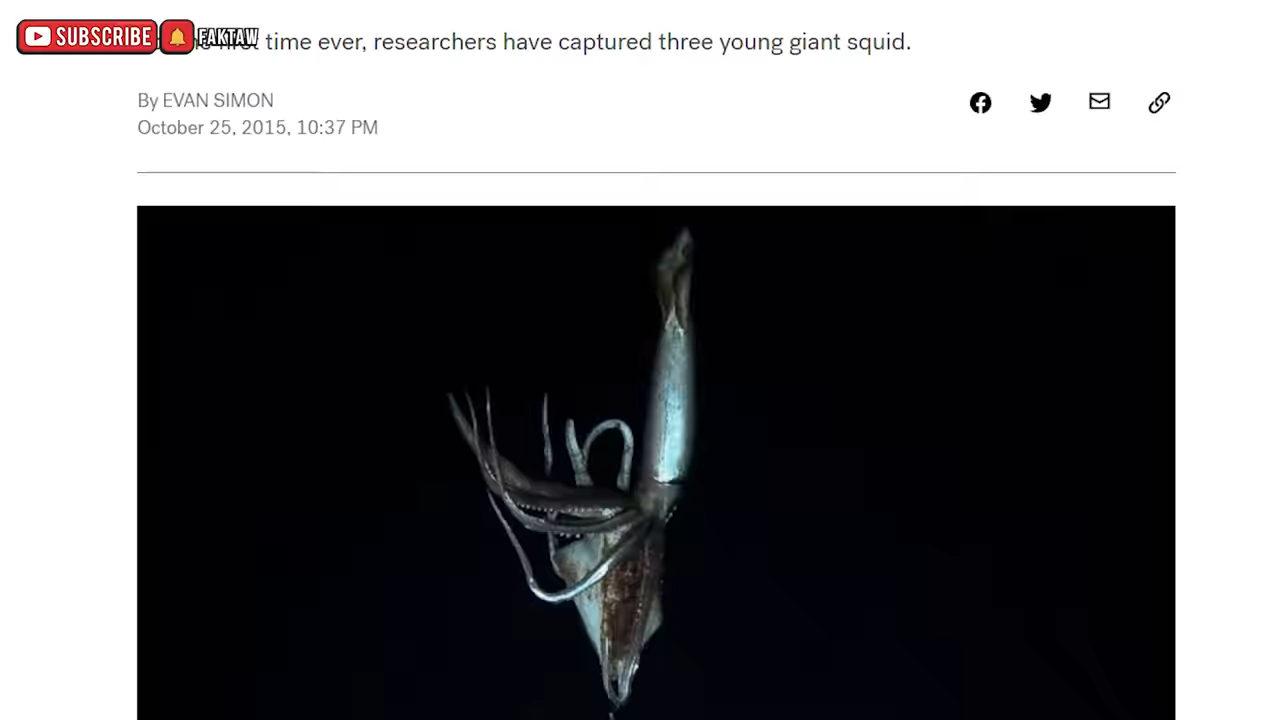 SUBSCRIBE FAKTAW
time ever, researchers have captured three young giant squid.
By EVAN SIMON
October 25, 2015, 10:37 PM